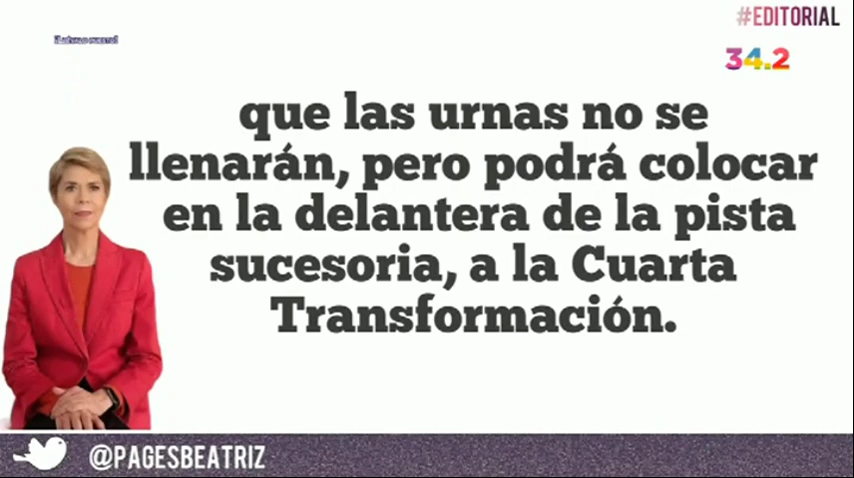 #EDITORIAL
34.2
que las urnas no se
llenarán, pero podrá colocar
en la delantera de la pista
sucesoria, a la Cuarta
Transformación.
@PAGESBEATRIZ